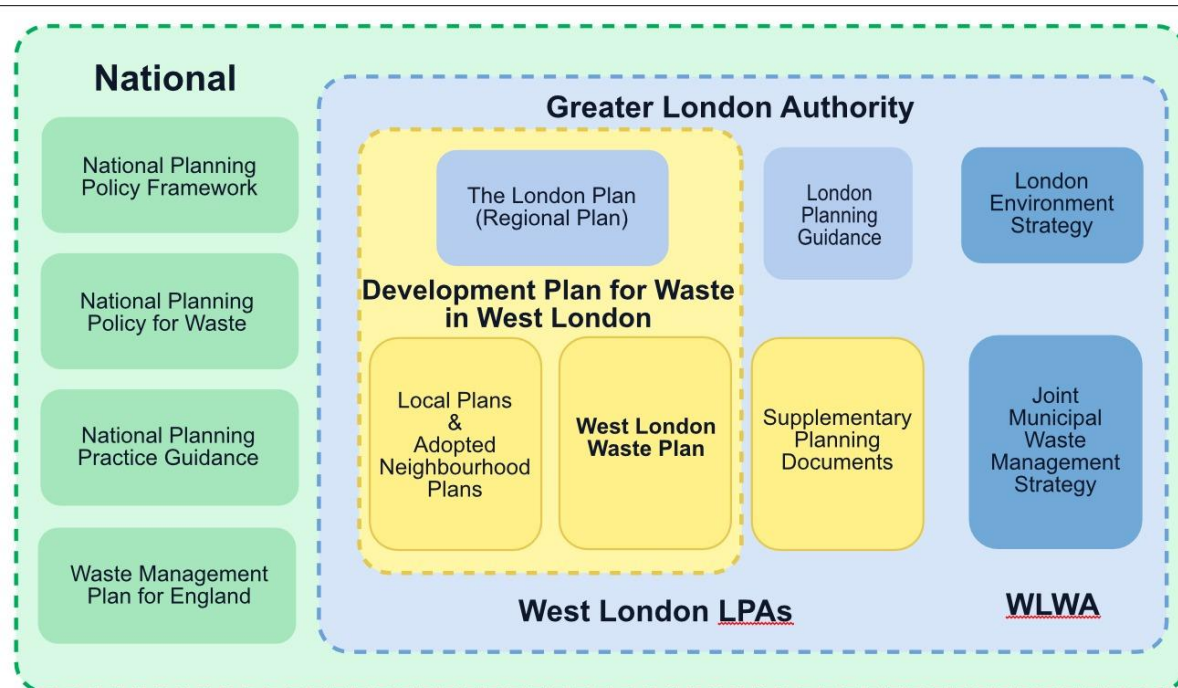 National
National Planning
Policy Framework
National Planning
Policy for Waste
National Planning
Practice Guidance
Waste Management
Plan for England
Greater London Authority
The London Plan
(Regional Plan)
London
Planning
Guidance
London
Environment
Strategy
Development Plan for Waste
in West London
Local Plans
&
Adopted
Neighbourhood
Plans
West London
Waste Plan
Supplementary
Planning
Documents
Joint
Municipal
Waste
Management
Strategy
West London LPAs
WLWA